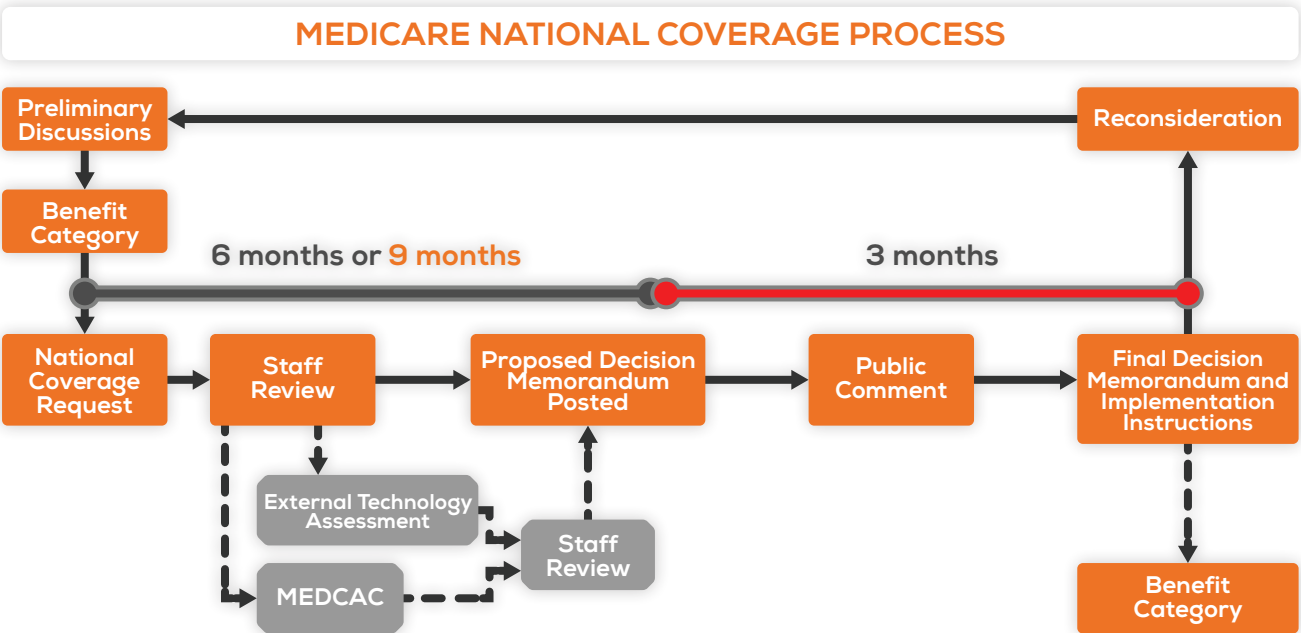 MEDICARE NATIONAL COVERAGE PROCESS
Preliminary
Discussions
Reconsideration
Benefit
Category
6 months or 9 months
3 months
National
Coverage
Request
Staff
Review
Proposed Decision
Memorandum
Posted
Public
Comment
Final Decision
Memorandum and
Implementation
Instructions
External Technology
Assessment
Staff
Review
MEDCAC
Benefit
Category